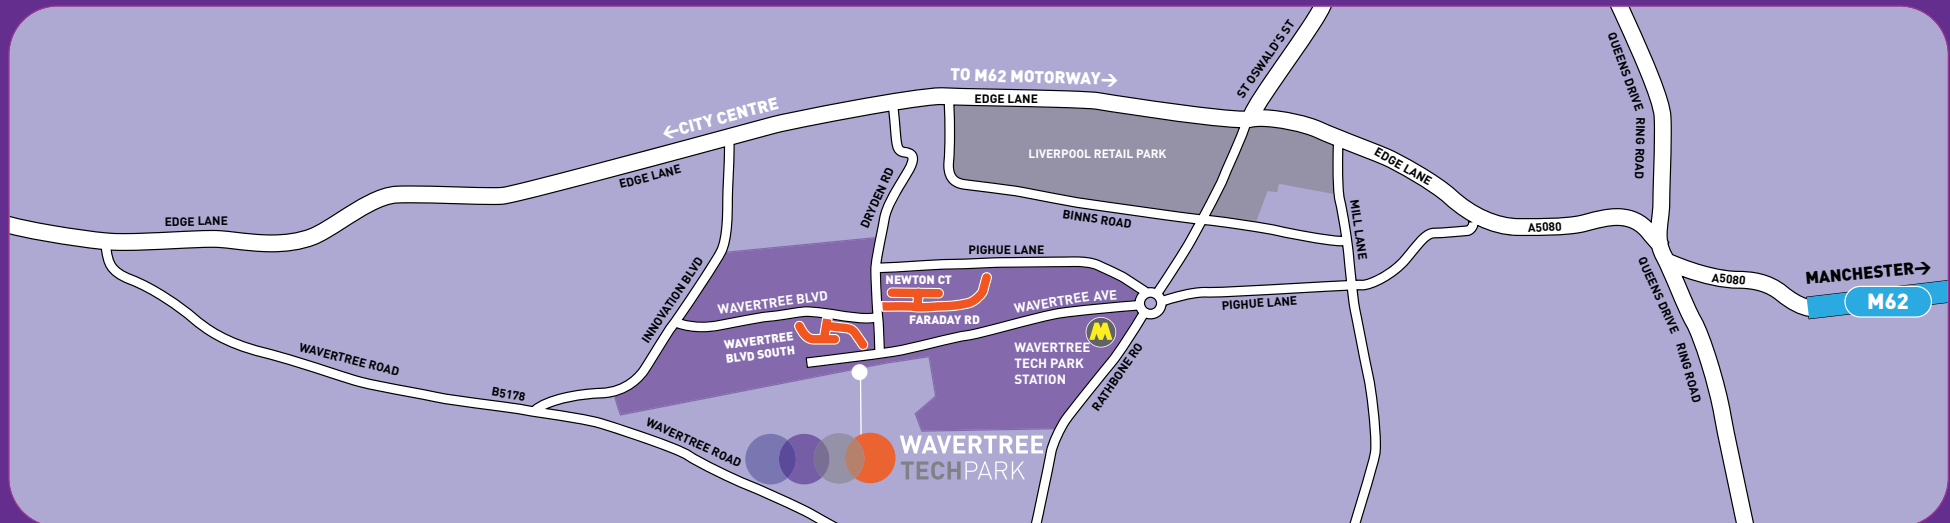 TO M62 MOTORWAY→
←CITY CENTRE
EDGE LANE
EDGE LANE
EDGE LANE
EDGE LANE
ST OSWALD'S ST
QUEENS DRIVE RING ROAD
LIVERPOOL RETAIL PARK
DRYDEN RD
BINNS ROAD
MILL LANE
A5080
A5080
MANCHESTER→
M62
QUEENS DRIVE RING ROAD
PIGHUE LANE
PIGHUE LANE
INNOVATION BLVD
WAVERTREE BLVD
NEWTON CT
FARADAY RD
WAVERTREE AVE
WAVERTREE
BLVD SOUTH
M
WAVERTREE
TECH PARK
STATION
RATHBONE RO
WAVERTREE ROAD
B5178
WAVERTREE ROAD
WAVERTREE
TECHPARK